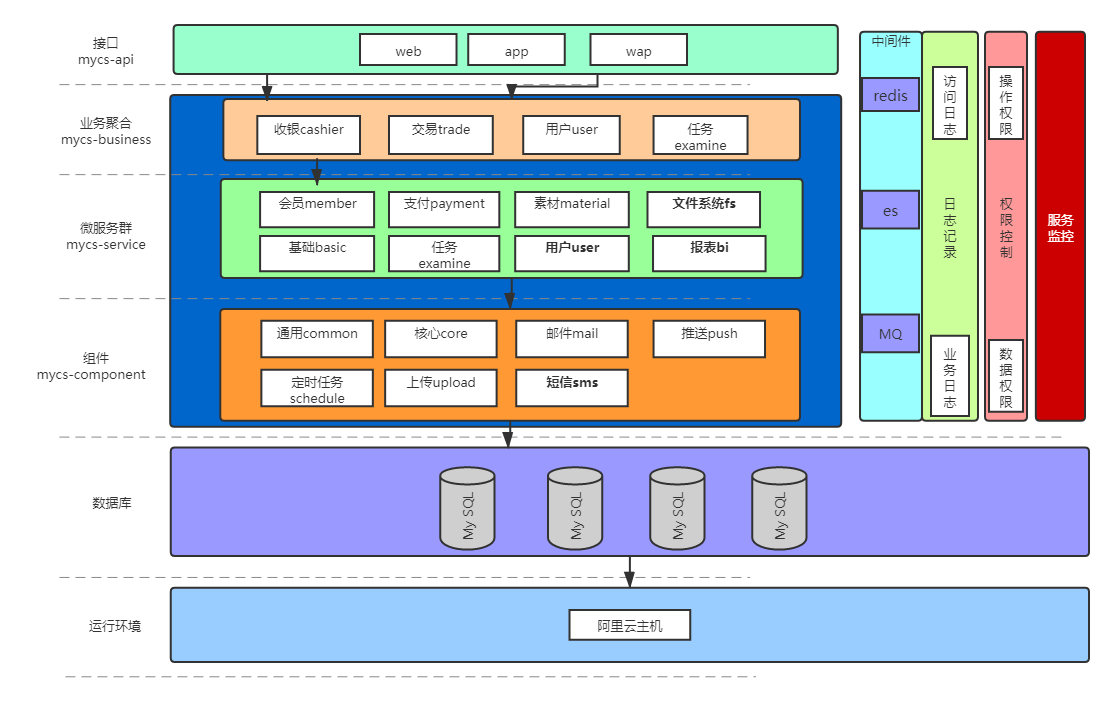 接口
mycs-api
web
app
wap
业务聚合
mycs-business
收银cashier
交易trade
用户user
任务
examine
微服务群
mycs-service
会员member
支付payment
素材material
文件系统fs
基础basic
任务
examine
用户user
报表bi
组件
mycs-component
通用common
核心core
邮件mail
推送push
定时任务
schedule
上传upload
短信sms
中间件
redis
es
MQ
访问日志
日志记录
业务日志
操作权限
权限控制
数据权限
服务
监控
数据库
My SQL
My SQL
My SQL
My SQL
运行环境
阿里云主机